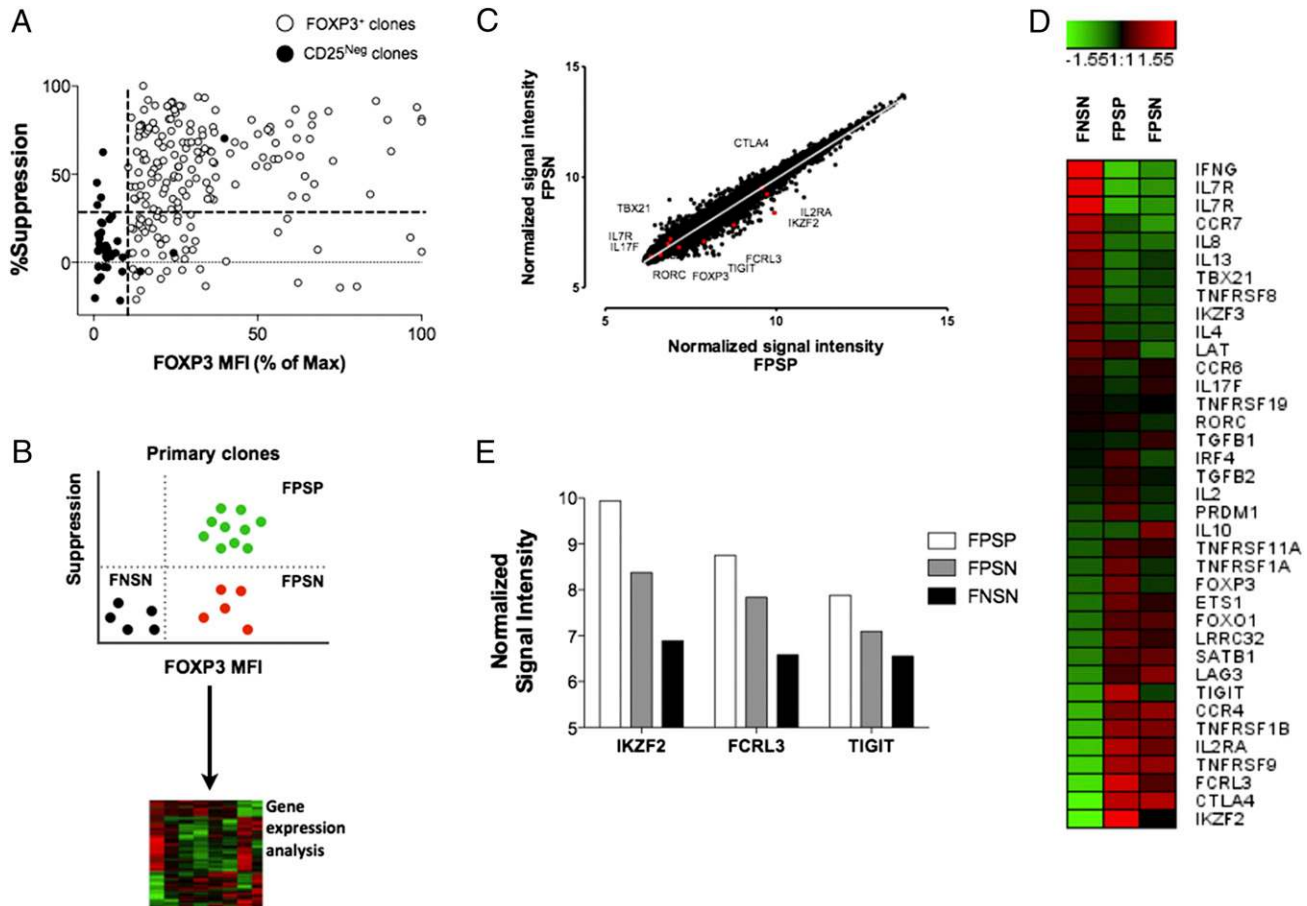 A
FOXP3⁺ clones
CD25ᴺᵉᵍ clones
%Suppression
100
50
0
0
50
100
FOXP3 MFI (% of Max)
B
Primary clones
Suppression
FPSP
FNSN
FPSN
FOXP3 MFI
Gene
expression
analysis
C
Normalized signal intensity
FPSN
15
10
5
CTLA4
TBX21
IL2RA
IKZF2
IL7R
IL17F
FCRL3
TIGIT
FOXP3
RORC
5
10
15
Normalized signal intensity
FPSP
D
-1.551:11.55
FNSN
FPSP
FPSN
IFNG
IL7R
IL7R
CCR7
IL8
IL13
TBX21
TNFRSF8
IKZF3
IL4
LAT
CCR6
IL17F
TNFRSF19
RORC
TGFB1
IRF4
TGFB2
IL2
PRDM1
IL10
TNFRSF11A
TNFRSF1A
FOXP3
ETS1
FOXO1
LRRC32
SATB1
LAG3
TIGIT
CCR4
TNFRSF1B
IL2RA
TNFRSF9
FCRL3
CTLA4
IKZF2
E
Normalized
Signal Intensity
10
9
8
7
6
5
IKZF2
FCRL3
TIGIT
FPSP
FPSN
FNSN